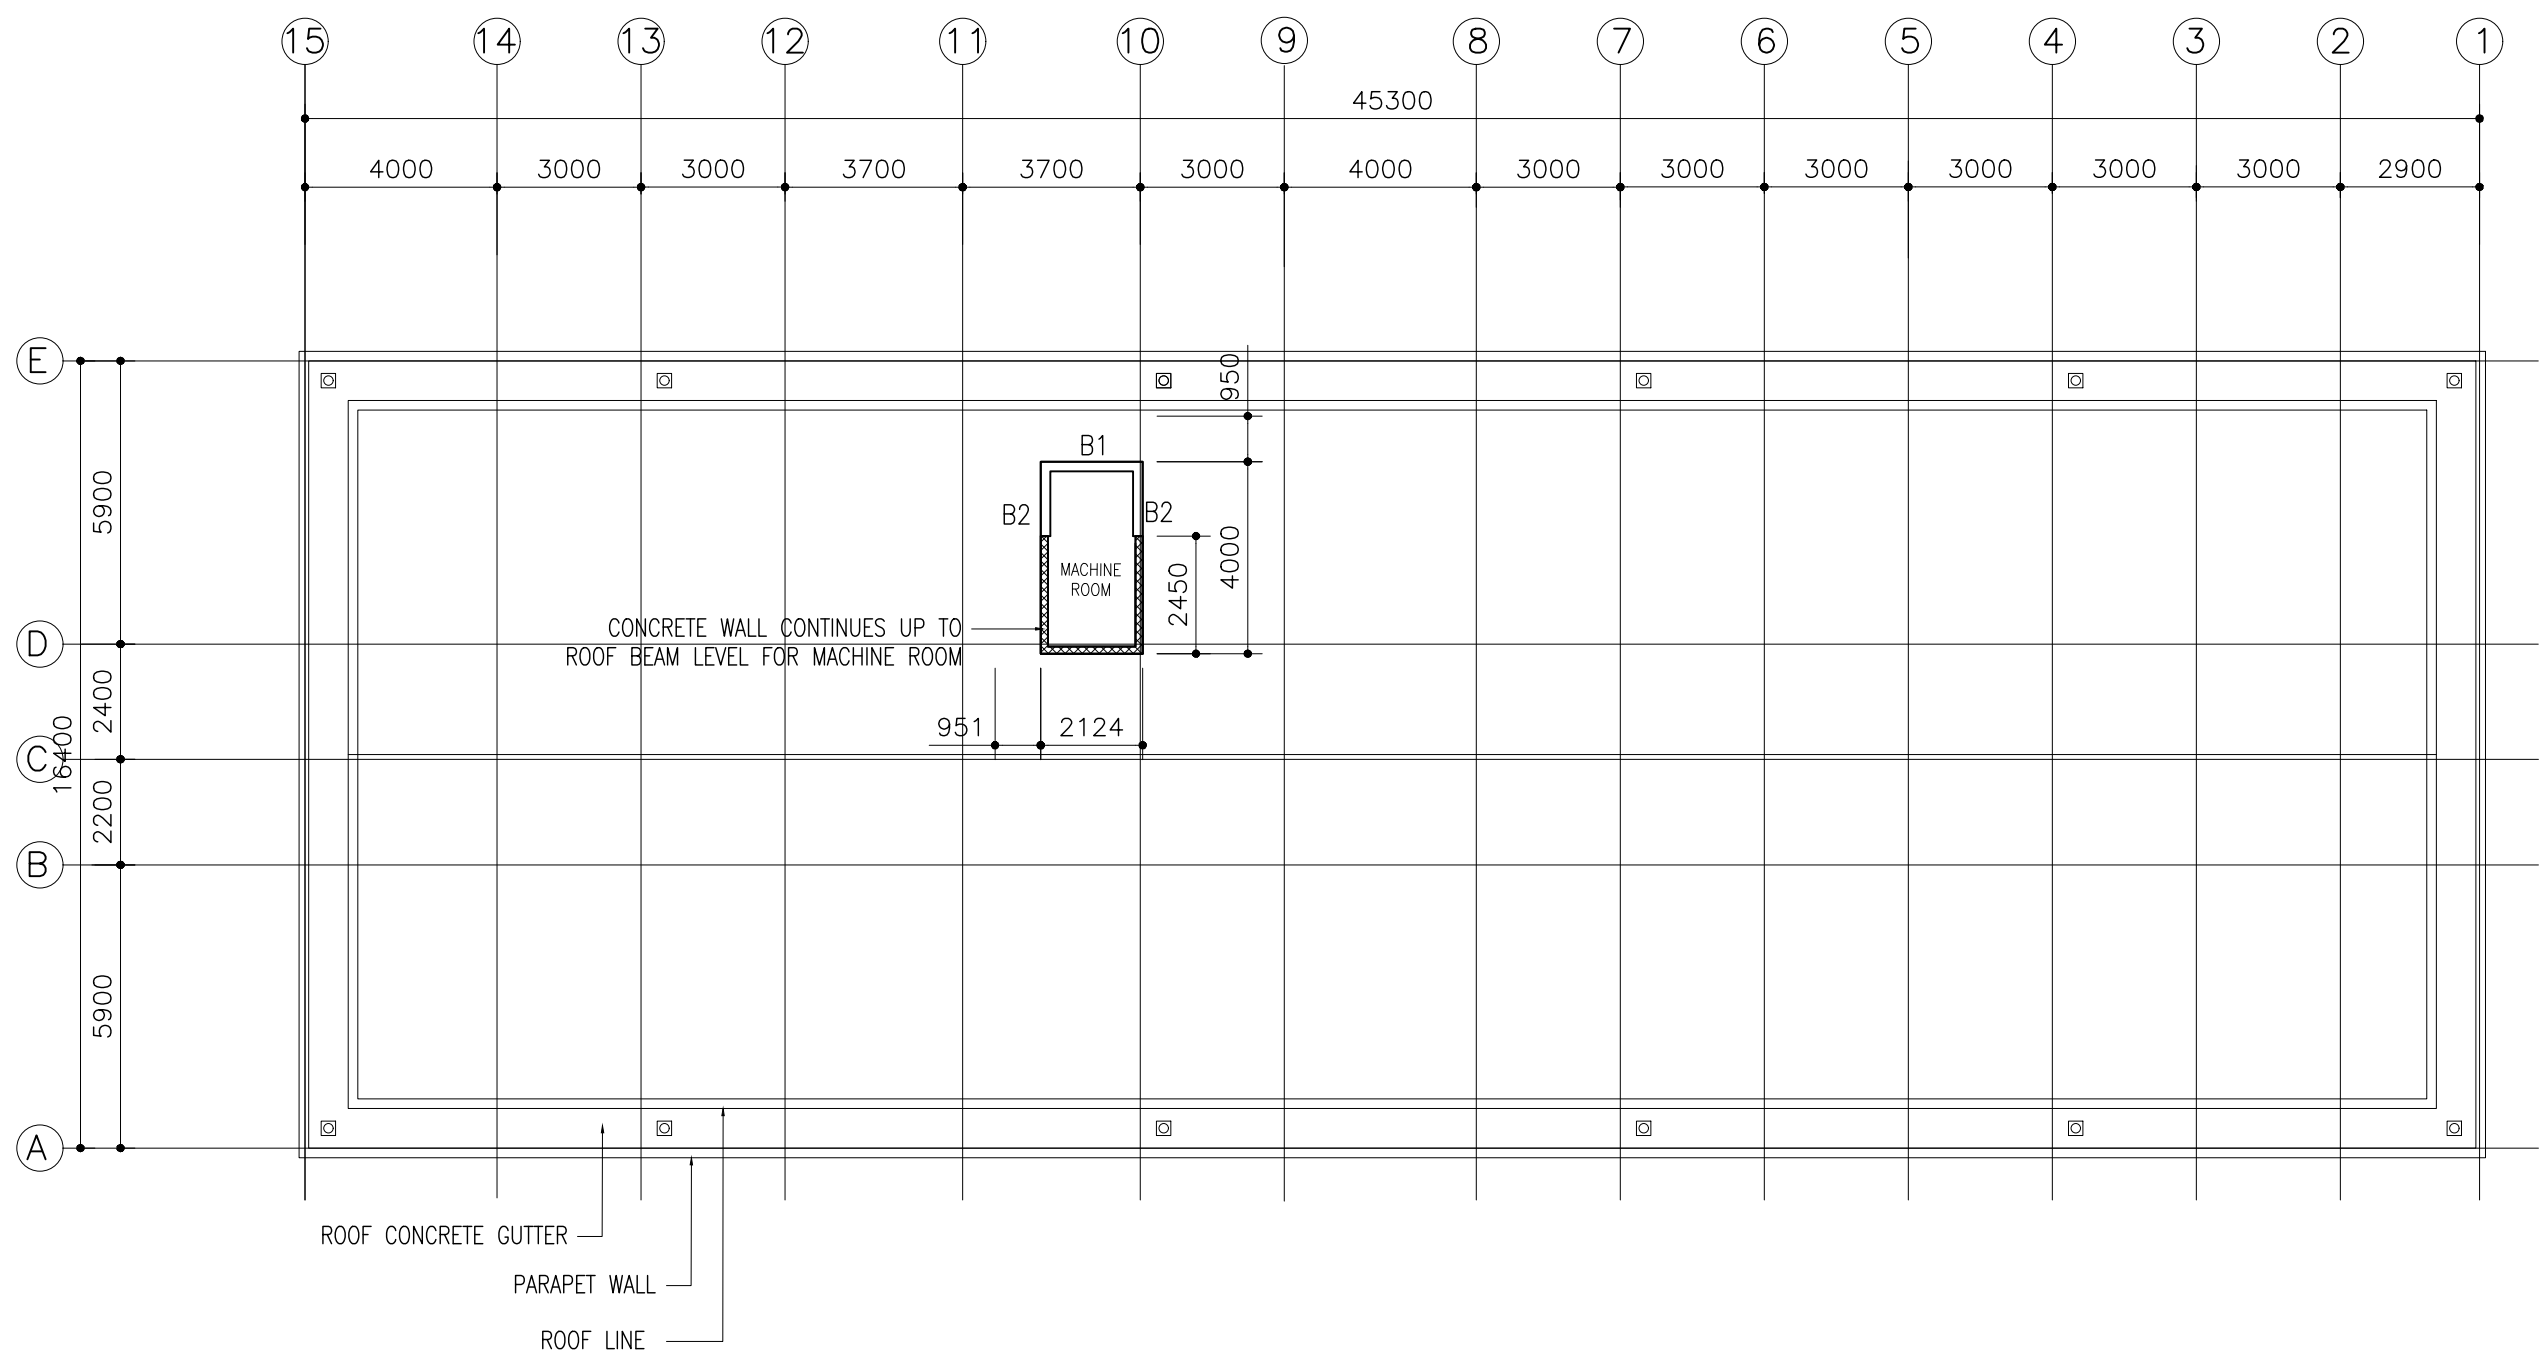 15 14 13 12 11 10 9 8 7 6 5 4 3 2 1
45300
4000 3000 3000 3700 3700 3000 4000 3000 3000 3000 3000 3000 3000 2900
E
950
B1
5900
B2
B2
4000
MACHINE
2450
ROOM
D
CONCRETE WALL CONTINUES UP TO
ROOF BEAM LEVEL FOR MACHINE ROOM
2400
951
2124
16400
C
2200
B
5900
A
ROOF CONCRETE GUTTER
PARAPET WALL
ROOF LINE